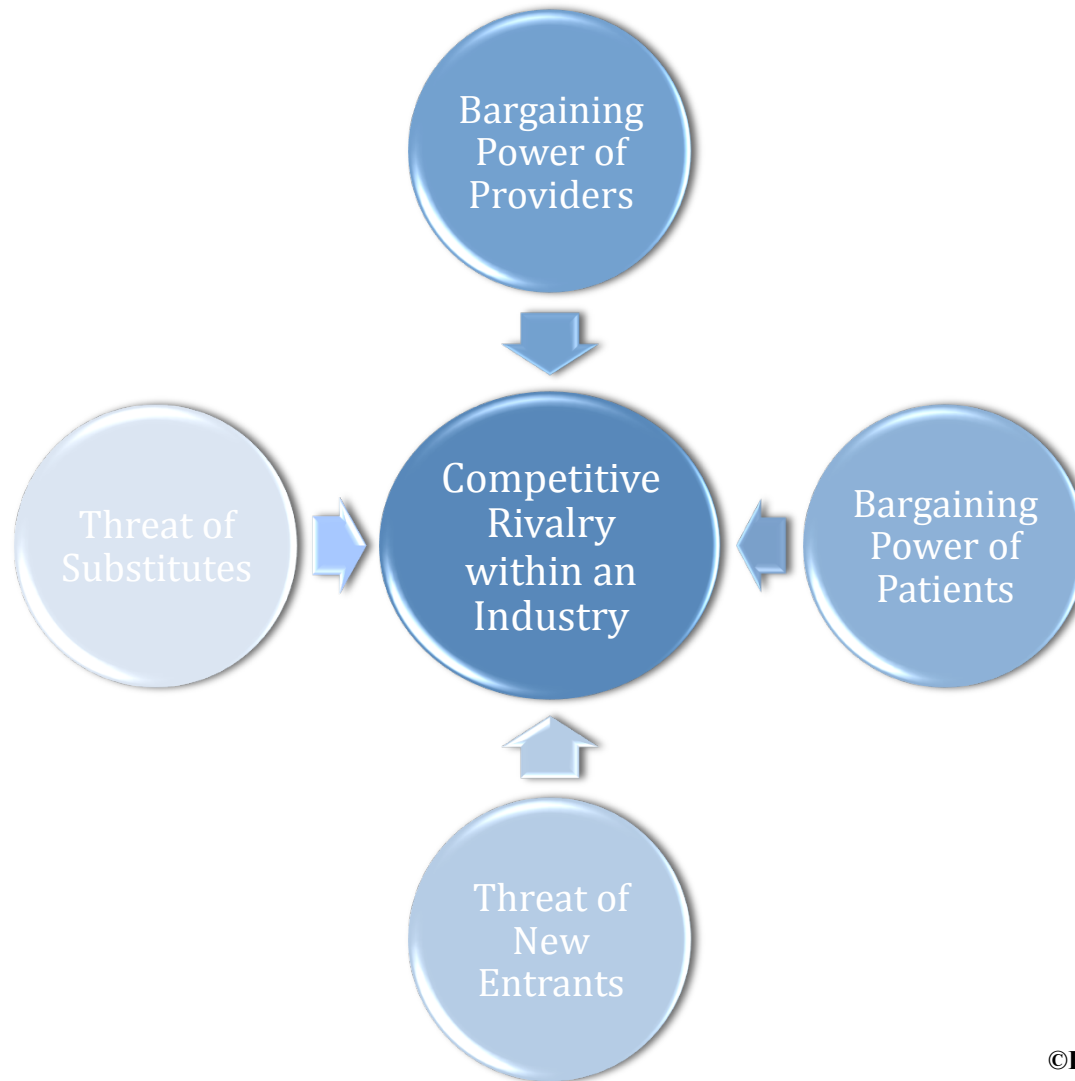 Bargaining
Power of
Providers
Threat of
Substitutes
Competitive
Rivalry
within an
Industry
Bargaining
Power of
Patients
Threat of
New
Entrants